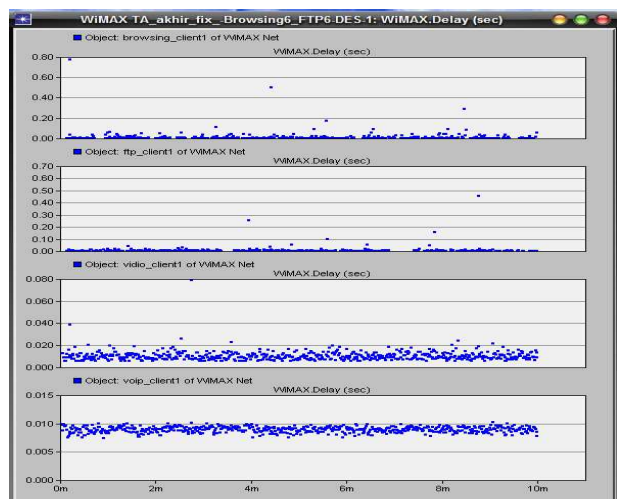 WiMAX TA_akhir_fix_-Browsing6_FTP6-DES-1: WiMAX.Delay (sec)
Object: browsing_client1 of WiMAX Net
WiMAX.Delay (sec)
0.80
0.60
0.40
0.20
0.00
Object: ftp_client1 of WiMAX Net
WiMAX.Delay (sec)
0.70
0.60
0.50
0.40
0.30
0.20
0.10
0.00
Object: vidio_client1 of WiMAX Net
WiMAX.Delay (sec)
0.080
0.060
0.040
0.020
0.000
Object: voip_client1 of WiMAX Net
WiMAX.Delay (sec)
0.015
0.010
0.005
0.000
0m 2m 4m 6m 8m 10m